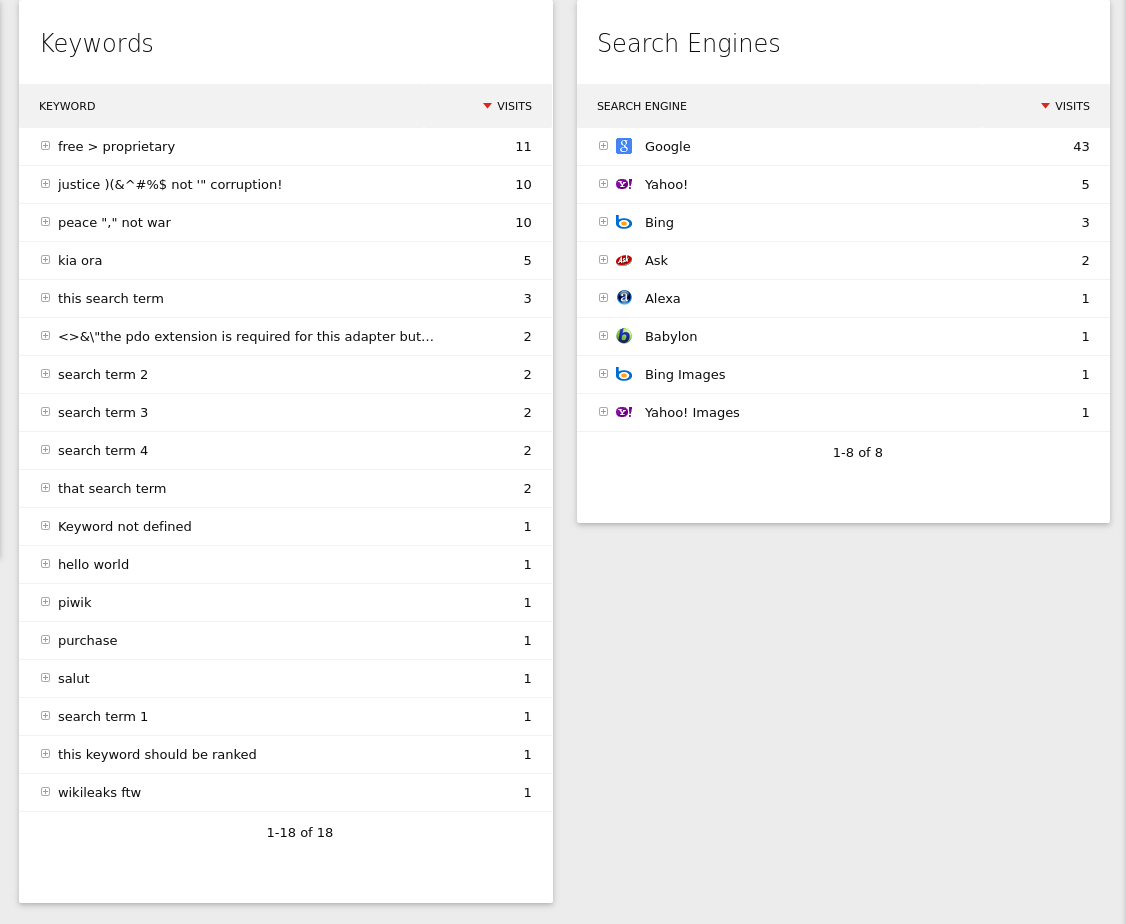 Keywords
KEYWORD VISITS
free > proprietary 11
justice )(&^#%$ not '" corruption! 10
peace "," not war 10
kia ora 5
this search term 3
<>&\"the pdo extension is required for this adapter but... 2
search term 2 2
search term 3 2
search term 4 2
that search term 2
Keyword not defined 1
hello world 1
piwik 1
purchase 1
salut 1
search term 1 1
this keyword should be ranked 1
wikileaks ftw 1
1-18 of 18
Search Engines
SEARCH ENGINE VISITS
Google 43
Yahoo! 5
Bing 3
Ask 2
Alexa 1
Babylon 1
Bing Images 1
Yahoo! Images 1
1-8 of 8